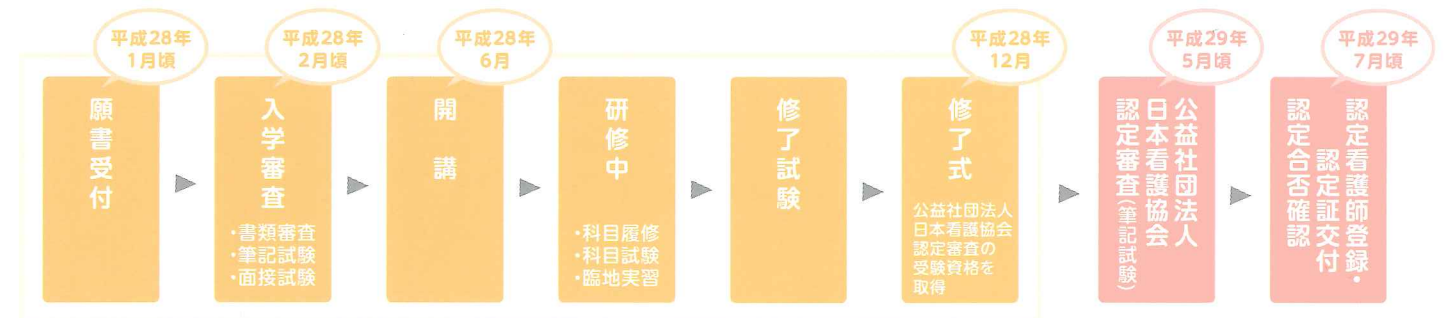 平成28年
1月頃
願書受付
平成28年
2月頃
入学審査
・書類審査
・筆記試験
・面接試験
平成28年
6月
開講
研修中
・科目履修
・科目試験
・臨地実習
修了試験
平成28年
12月
修了式
公益社団法人
日本看護協会
認定審査の
受験資格を
取得
平成29年
5月頃
公益社団法人
日本看護協会
認定審査(筆記試験)
平成29年
7月頃
認定看護師登録・
認定証交付
認定合否確認